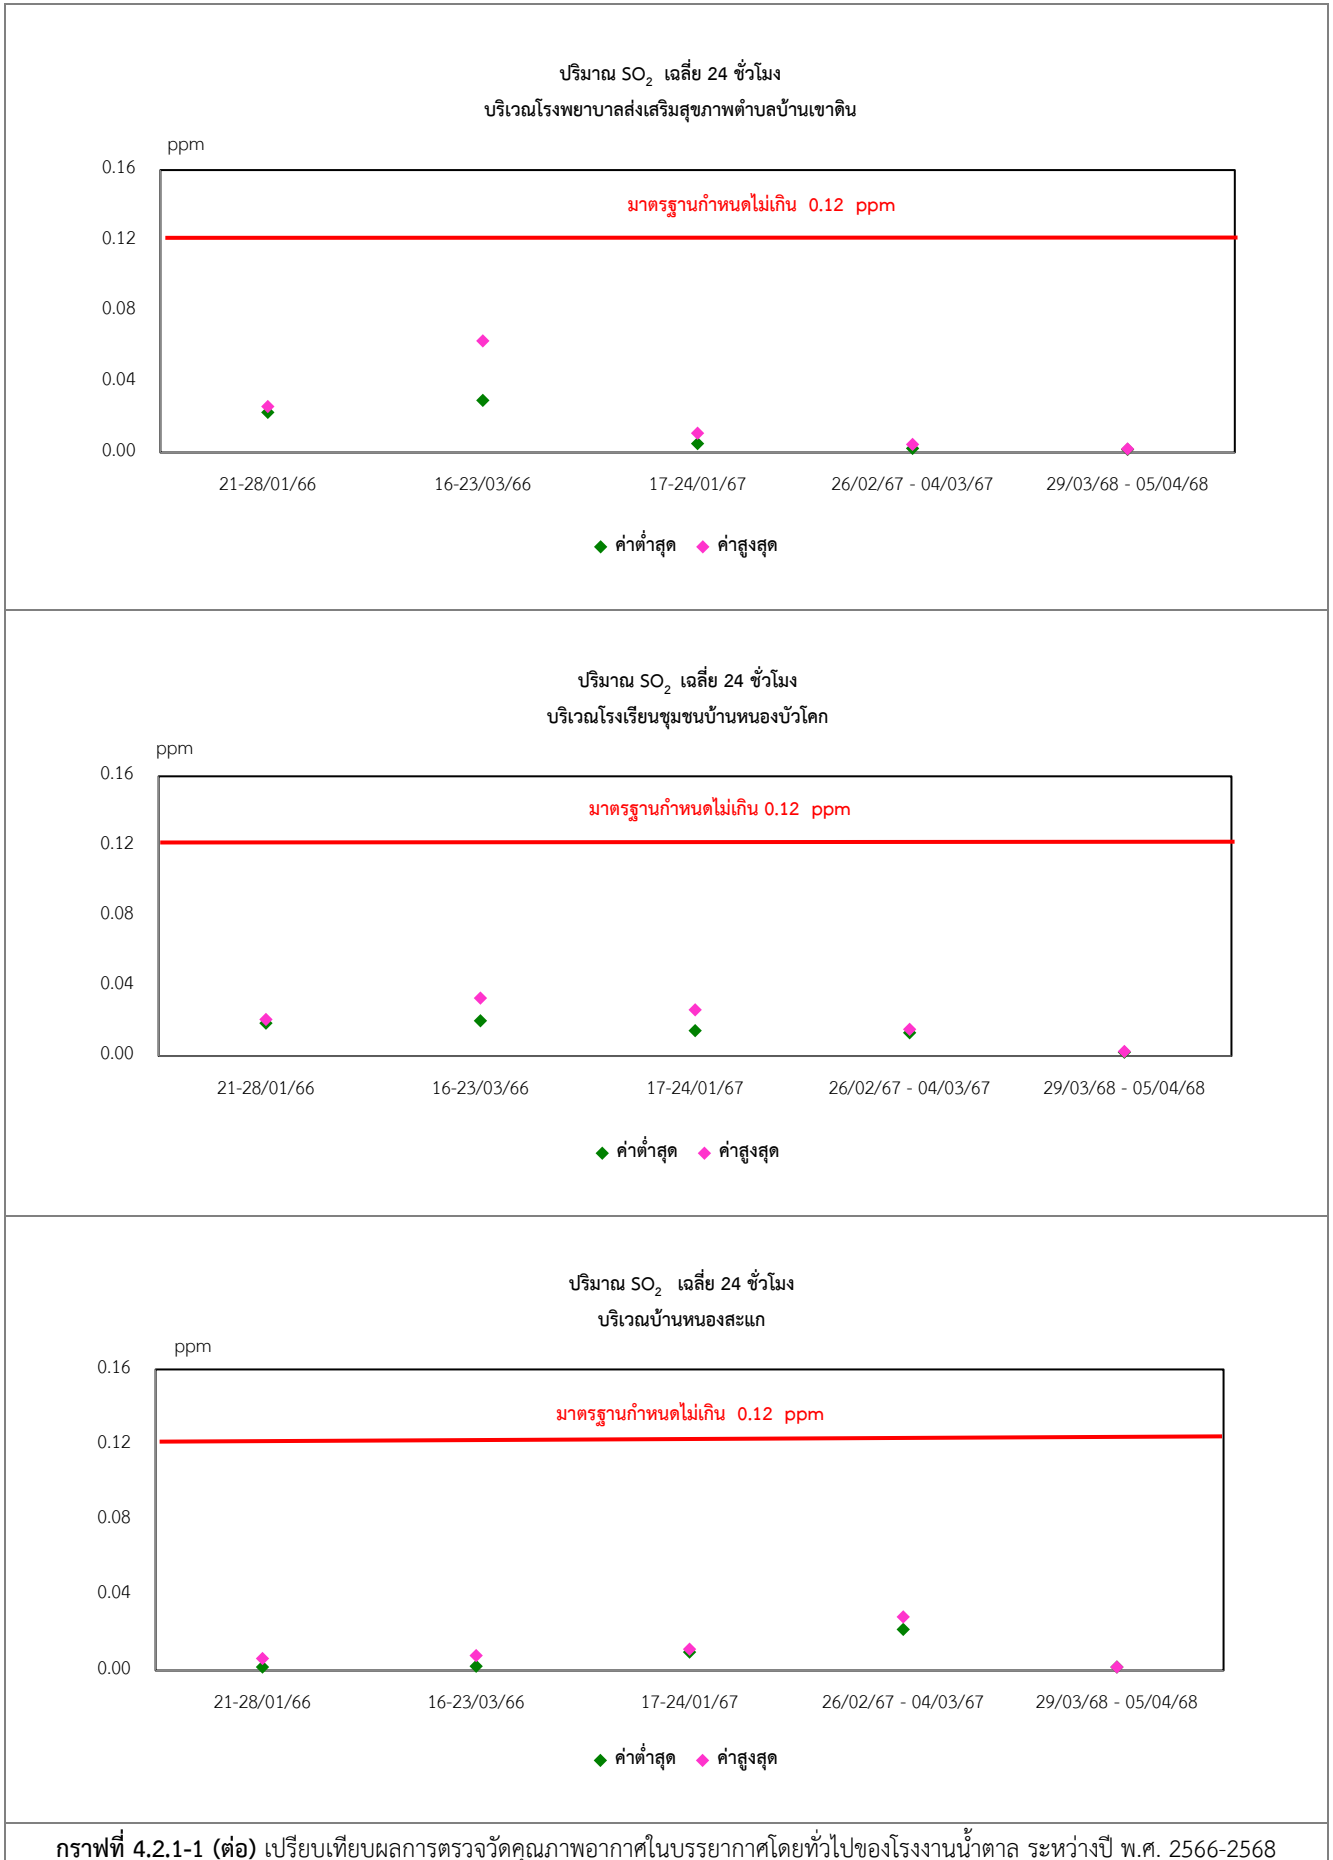 ปริมาณ SO2 เฉลี่ย 24 ชั่วโมง
บริเวณโรงพยาบาลส่งเสริมสุขภาพตำบลบ้านเขาดิน
ppm
0.16
มาตรฐานกำหนดไม่เกิน 0.12 ppm
0.12
0.08
0.04
0.00
21-28/01/66 16-23/03/66 17-24/01/67 26/02/67 - 04/03/67 29/03/68 - 05/04/68
ค่าต่ำสุด ค่าสูงสุด
ปริมาณ SO2 เฉลี่ย 24 ชั่วโมง
บริเวณโรงเรียนชุมชนบ้านหนองบัวโคก
ppm
0.16
มาตรฐานกำหนดไม่เกิน 0.12 ppm
0.12
0.08
0.04
0.00
21-28/01/66 16-23/03/66 17-24/01/67 26/02/67 - 04/03/67 29/03/68 - 05/04/68
ค่าต่ำสุด ค่าสูงสุด
ปริมาณ SO2 เฉลี่ย 24 ชั่วโมง
บริเวณบ้านหนองสะแก
ppm
0.16
มาตรฐานกำหนดไม่เกิน 0.12 ppm
0.12
0.08
0.04
0.00
21-28/01/66 16-23/03/66 17-24/01/67 26/02/67 - 04/03/67 29/03/68 - 05/04/68
ค่าต่ำสุด ค่าสูงสุด
กราฟที่ 4.2.1-1 (ต่อ) เปรียบเทียบผลการตรวจวัดคุณภาพอากาศในบรรยากาศโดยทั่วไปของโรงงานน้ำตาล ระหว่างปี พ.ศ. 2566-2568